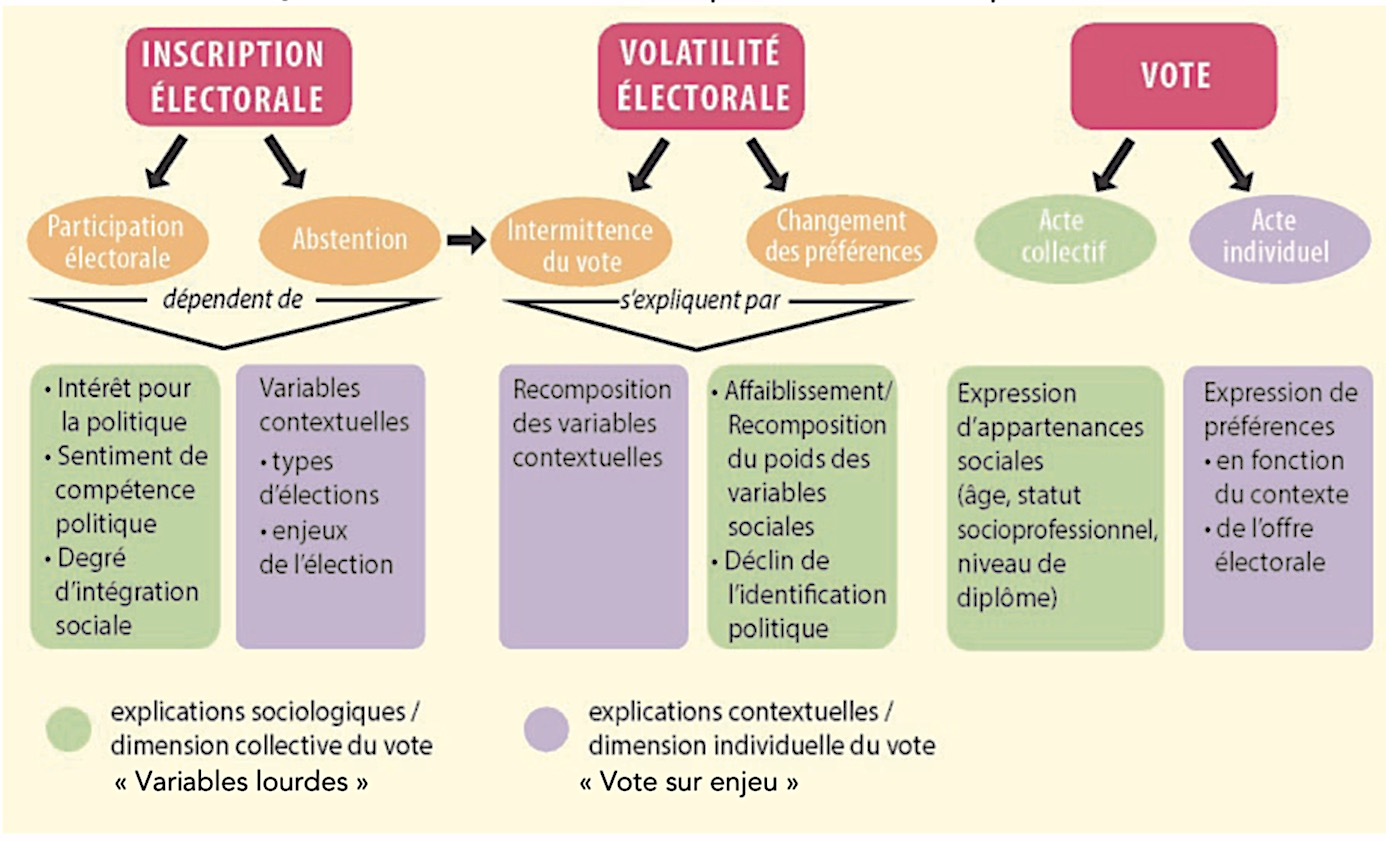 INSCRIPTION
ÉLECTORALE
VOLATILITÉ
ÉLECTORALE
VOTE
Participation
électorale
Abstention
Intermittence
du vote
Changement
des préférences
Acte
collectif
Acte
individuel
dépendent de
s'expliquent par
• Intérêt pour
la politique
• Sentiment de
compétence
politique
• Degré
d'intégration
sociale
Variables
contextuelles
• types
d'élections
• enjeux
de l'élection
Recomposition
des variables
contextuelles
• Affaiblissement/
Recomposition
du poids des
variables
sociales
• Déclin de
l'identification
politique
Expression
d'appartenances
sociales
(âge, statut
socioprofessionnel,
niveau de
diplôme)
Expression de
préférences
• en fonction
du contexte
• de l'offre
électorale
explications sociologiques /
dimension collective du vote
« Variables lourdes »
explications contextuelles /
dimension individuelle du vote
« Vote sur enjeu »